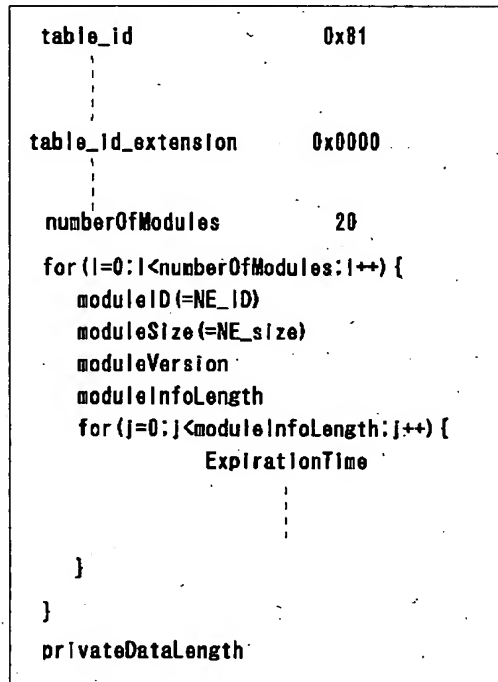 table_id 0x81
table_id_extension 0x0000
numberOfModules 20
for(i=0;i<numberOfModules;i++){
moduleID(=NE_ID)
moduleSize(=NE_size)
moduleVersion
moduleInfoLength
for(j=0;j<moduleInfoLength;j++){
ExpirationTime
}
}
privateDataLength